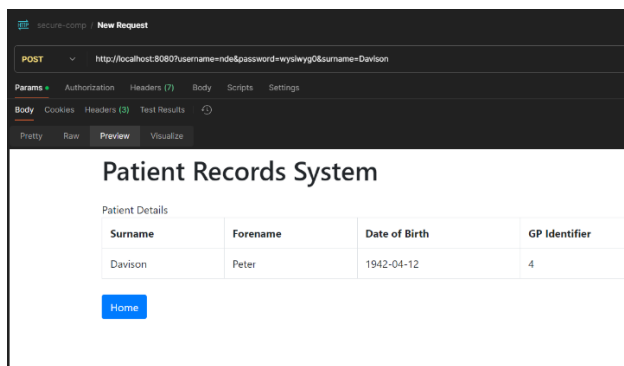 secure-comp / New Request
POST http://localhost:8080?username=nde&password=wysiwyg0&surname=Davison
Params Authorization Headers (7) Body Scripts Settings
Body Cookies Headers (3) Test Results
Pretty Raw Preview Visualize
Patient Records System
Patient Details
Surname Forename Date of Birth GP Identifier
Davison Peter 1942-04-12 4
Home